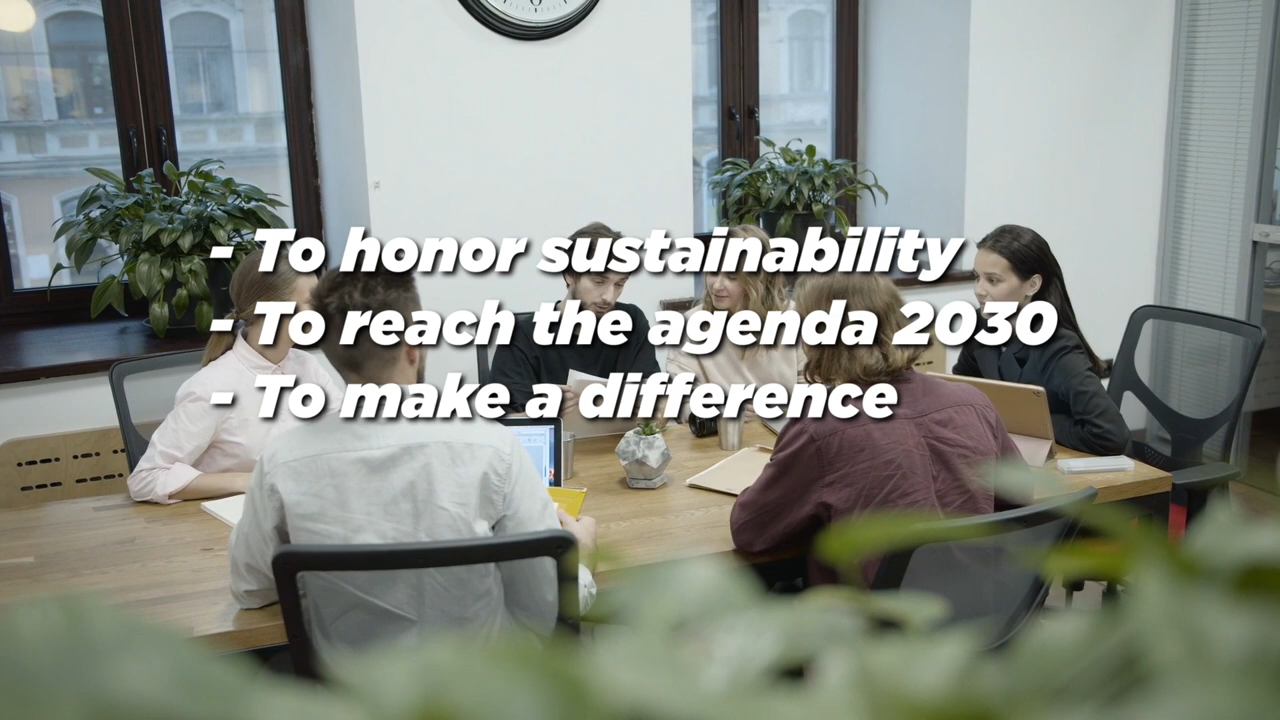 - To honor sustainability
- To reach the agenda 2030
- To make a difference